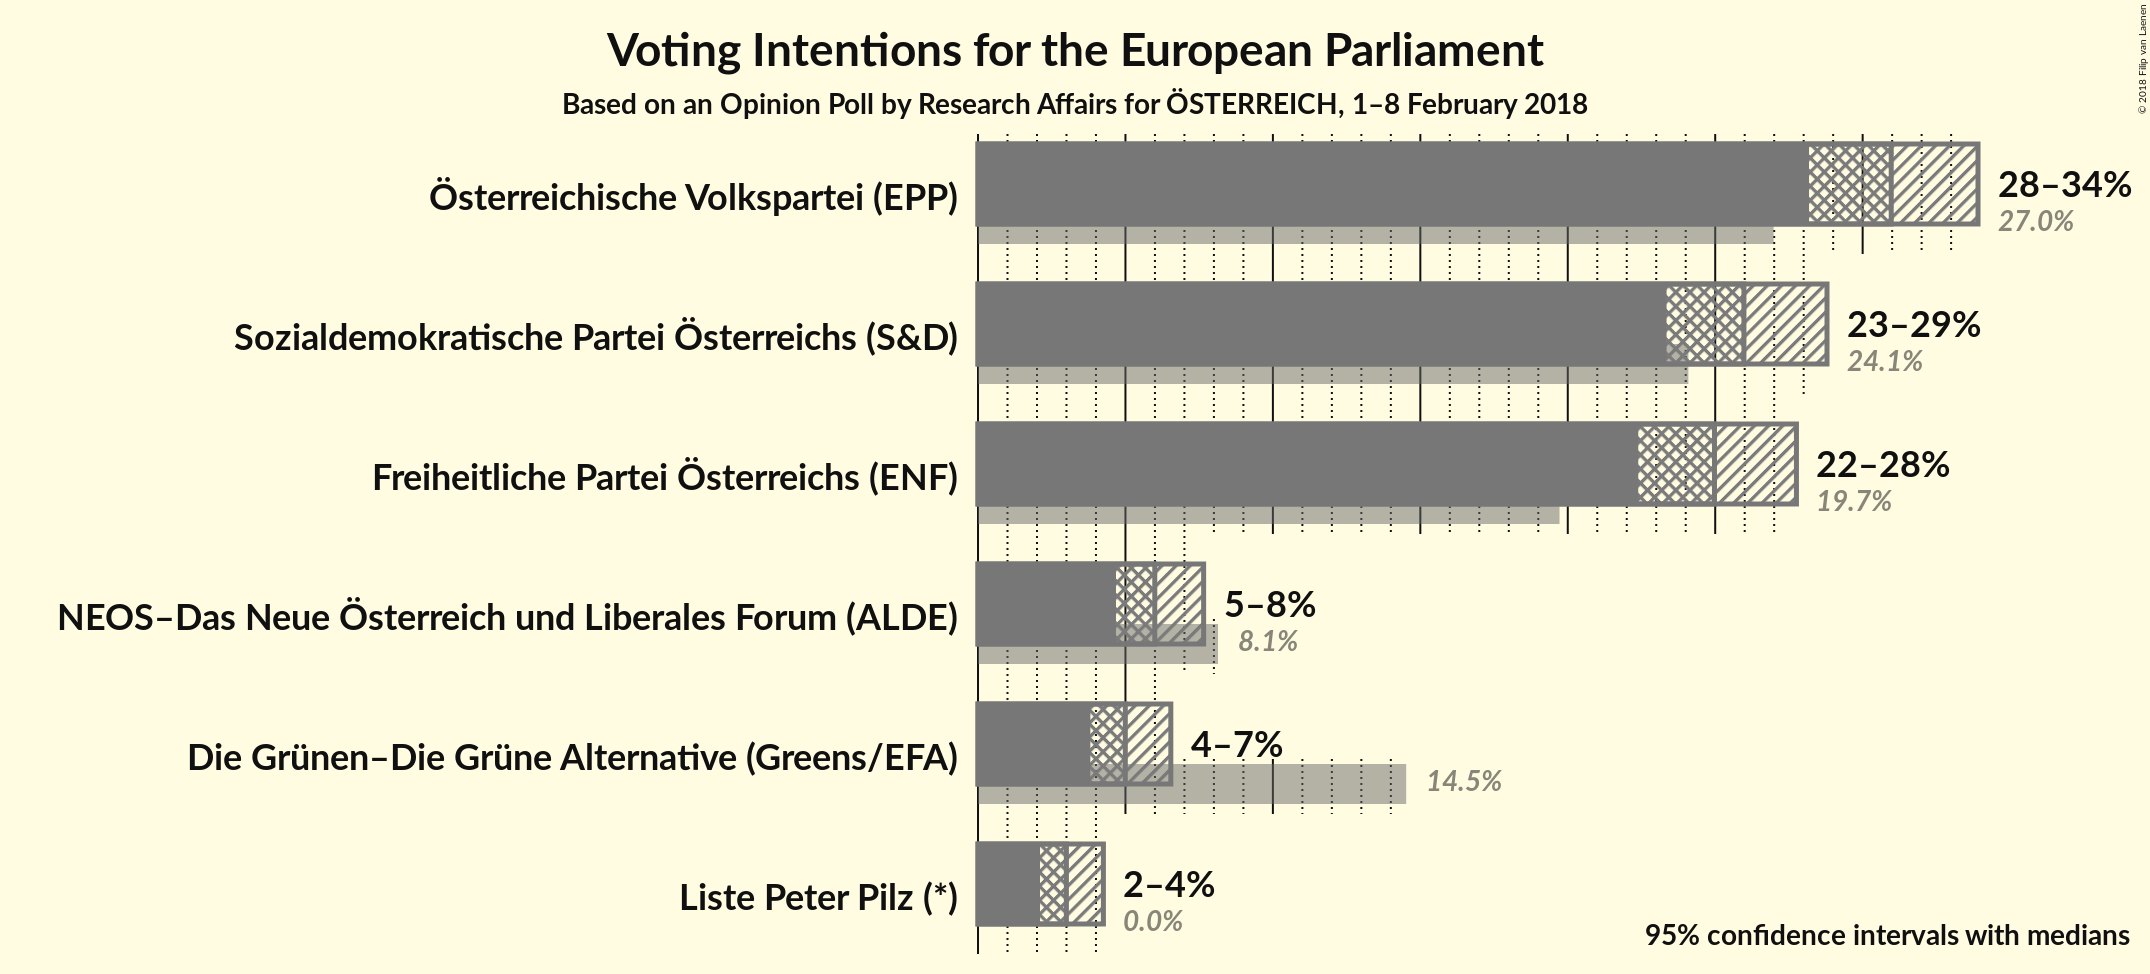 Voting Intentions for the European Parliament
Based on an Opinion Poll by Research Affairs for ÖSTERREICH, 1–8 February 2018
© 2018 Filip van Laenen
Österreichische Volkspartei (EPP)
28–34%
27.0%
Sozialdemokratische Partei Österreichs (S&D)
23–29%
24.1%
Freiheitliche Partei Österreichs (ENF)
22–28%
19.7%
NEOS–Das Neue Österreich und Liberales Forum (ALDE)
5–8%
8.1%
Die Grünen–Die Grüne Alternative (Greens/EFA)
4–7%
14.5%
Liste Peter Pilz (*)
2–4%
0.0%
95% confidence intervals with medians